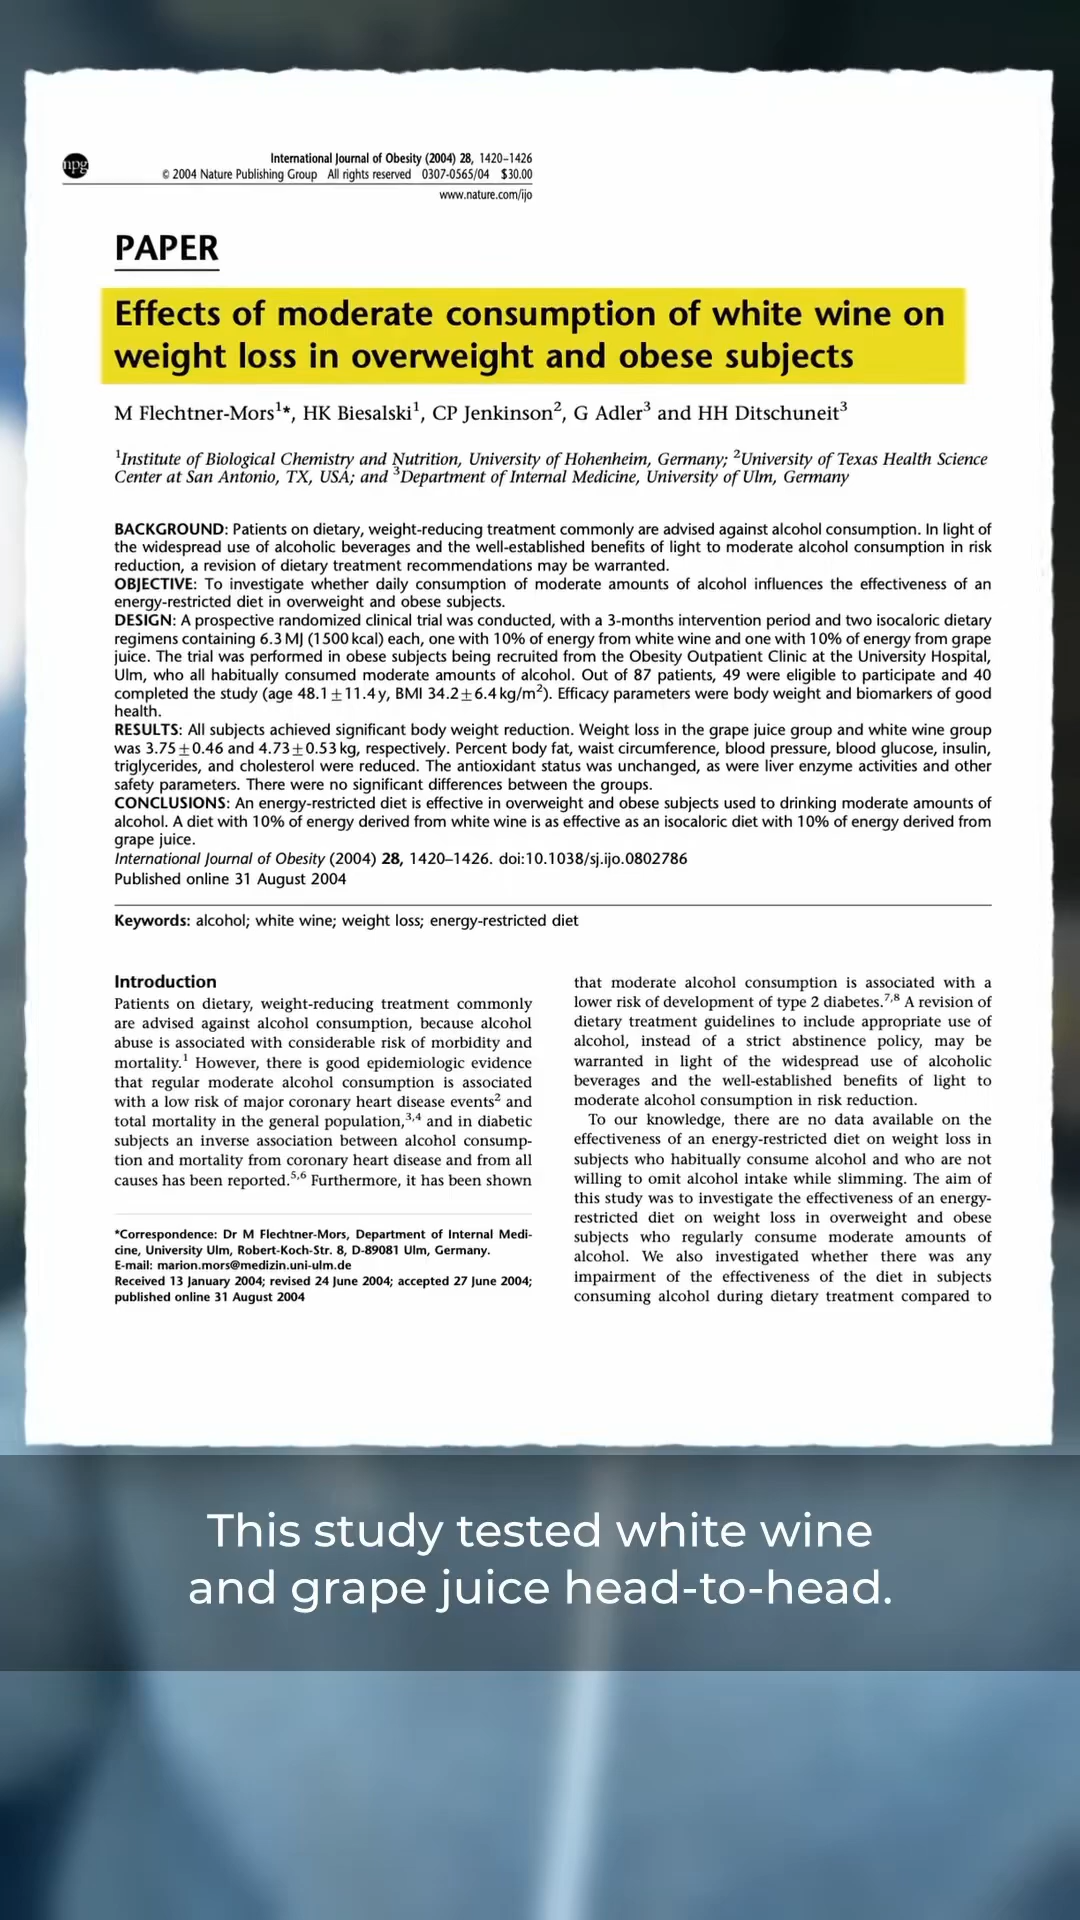 npg
International Journal of Obesity (2004) 28, 1420–1426
© 2004 Nature Publishing Group All rights reserved 0307-0565/04 $30.00
www.nature.com/ijo
PAPER
Effects of moderate consumption of white wine on
weight loss in overweight and obese subjects
M Flechtner-Mors¹*, HK Biesalski¹, CP Jenkinson², G Adler³ and HH Ditschuneit³
¹Institute of Biological Chemistry and Nutrition, University of Hohenheim, Germany; ²University of Texas Health Science
Center at San Antonio, TX, USA; and ³Department of Internal Medicine, University of Ulm, Germany
BACKGROUND: Patients on dietary, weight-reducing treatment commonly are advised against alcohol consumption. In light of
the widespread use of alcoholic beverages and the well-established benefits of light to moderate alcohol consumption in risk
reduction, a revision of dietary treatment recommendations may be warranted.
OBJECTIVE: To investigate whether daily consumption of moderate amounts of alcohol influences the effectiveness of an
energy-restricted diet in overweight and obese subjects.
DESIGN: A prospective randomized clinical trial was conducted, with a 3-months intervention period and two isocaloric dietary
regimens containing 6.3 MJ (1500 kcal) each, one with 10% of energy from white wine and one with 10% of energy from grape
juice. The trial was performed in obese subjects being recruited from the Obesity Outpatient Clinic at the University Hospital,
Ulm, who all habitually consumed moderate amounts of alcohol. Out of 87 patients, 49 were eligible to participate and 40
completed the study (age 48.1±11.4 y, BMI 34.2±6.4 kg/m²). Efficacy parameters were body weight and biomarkers of good
health.
RESULTS: All subjects achieved significant body weight reduction. Weight loss in the grape juice group and white wine group
was 3.75±0.46 and 4.73±0.53 kg, respectively. Percent body fat, waist circumference, blood pressure, blood glucose, insulin,
triglycerides, and cholesterol were reduced. The antioxidant status was unchanged, as were liver enzyme activities and other
safety parameters. There were no significant differences between the groups.
CONCLUSIONS: An energy-restricted diet is effective in overweight and obese subjects used to drinking moderate amounts of
alcohol. A diet with 10% of energy derived from white wine is as effective as an isocaloric diet with 10% of energy derived from
grape juice.
International Journal of Obesity (2004) 28, 1420–1426. doi:10.1038/sj.ijo.0802786
Published online 31 August 2004
Keywords: alcohol; white wine; weight loss; energy-restricted diet
Introduction
Patients on dietary, weight-reducing treatment commonly
are advised against alcohol consumption, because alcohol
abuse is associated with considerable risk of morbidity and
mortality.¹ However, there is good epidemiologic evidence
that regular moderate alcohol consumption is associated
with a low risk of major coronary heart disease events² and
total mortality in the general population,³,⁴ and in diabetic
subjects an inverse association between alcohol consump-
tion and mortality from coronary heart disease and from all
causes has been reported.⁵,⁶ Furthermore, it has been shown
*Correspondence: Dr M Flechtner-Mors, Department of Internal Medi-
cine, University Ulm, Robert-Koch-Str. 8, D-89081 Ulm, Germany.
E-mail: marion.mors@medizin.uni-ulm.de
Received 13 January 2004; revised 24 June 2004; accepted 27 June 2004;
published online 31 August 2004
that moderate alcohol consumption is associated with a
lower risk of development of type 2 diabetes.⁷,⁸ A revision of
dietary treatment guidelines to include appropriate use of
alcohol, instead of a strict abstinence policy, may be
warranted in light of the widespread use of alcoholic
beverages and the well-established benefits of light to
moderate alcohol consumption in risk reduction.
To our knowledge, there are no data available on the
effectiveness of an energy-restricted diet on weight loss in
subjects who habitually consume alcohol and who are not
willing to omit alcohol intake while slimming. The aim of
this study was to investigate the effectiveness of an energy-
restricted diet on weight loss in overweight and obese
subjects who regularly consume moderate amounts of
alcohol. We also investigated whether there was any
impairment of the effectiveness of the diet in subjects
consuming alcohol during dietary treatment compared to
This study tested white wine
and grape juice head-to-head.